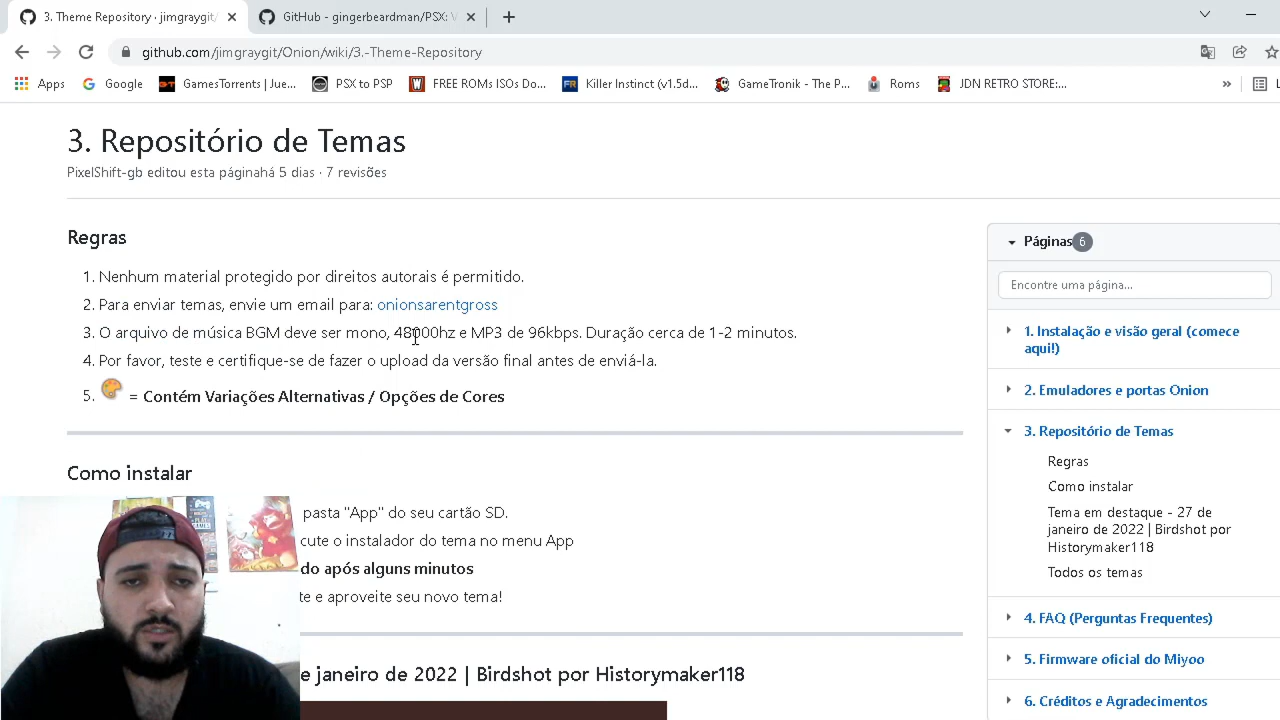 3. Theme Repository · jimgraygit/
GitHub - gingerbeardman/PSX: V
github.com/jimgraygit/Onion/wiki/3.-Theme-Repository
Apps
Google
GamesTorrents | Jue...
PSX to PSP
FREE ROMs ISOs Do...
Killer Instinct (v1.5d...
GameTronik - The P...
Roms
JDN RETRO STORE:...
»
3. Repositório de Temas
PixelShift-gb editou esta páginahá 5 dias · 7 revisões
Regras
1. Nenhum material protegido por direitos autorais é permitido.
2. Para enviar temas, envie um email para: onionsarentgross
3. O arquivo de música BGM deve ser mono, 48000hz e MP3 de 96kbps. Duração cerca de 1-2 minutos.
4. Por favor, teste e certifique-se de fazer o upload da versão final antes de enviá-la.
5. = Contém Variações Alternativas / Opções de Cores
Como instalar
pasta "App" do seu cartão SD.
cute o instalador do tema no menu App
do após alguns minutos
te e aproveite seu novo tema!
e janeiro de 2022 | Birdshot por Historymaker118
Páginas 6
Encontre uma página...
1. Instalação e visão geral (comece
aqui!)
2. Emuladores e portas Onion
3. Repositório de Temas
Regras
Como instalar
Tema em destaque - 27 de
janeiro de 2022 | Birdshot por
Historymaker118
Todos os temas
4. FAQ (Perguntas Frequentes)
5. Firmware oficial do Miyoo
6. Créditos e Agradecimentos